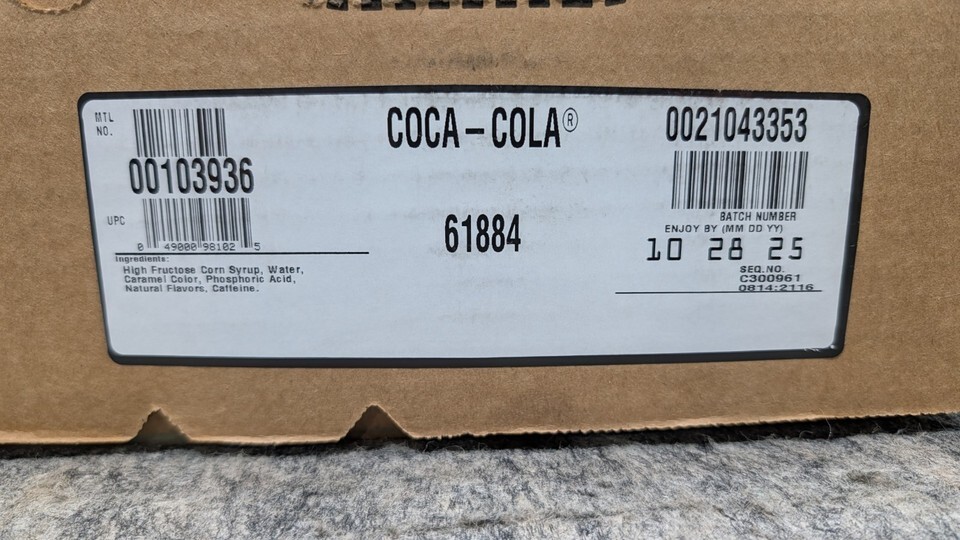 MTL
NO.
00103936
UPC
0 49000 98102 5
Ingredients:
High Fructose Corn Syrup, Water,
Caramel Color, Phosphoric Acid,
Natural Flavors, Caffeine.
COCA-COLA®
61884
0021043353
BATCH NUMBER
ENJOY BY (MM DD YY)
10 28 25
SEQ.NO.
C300961
0814:2116